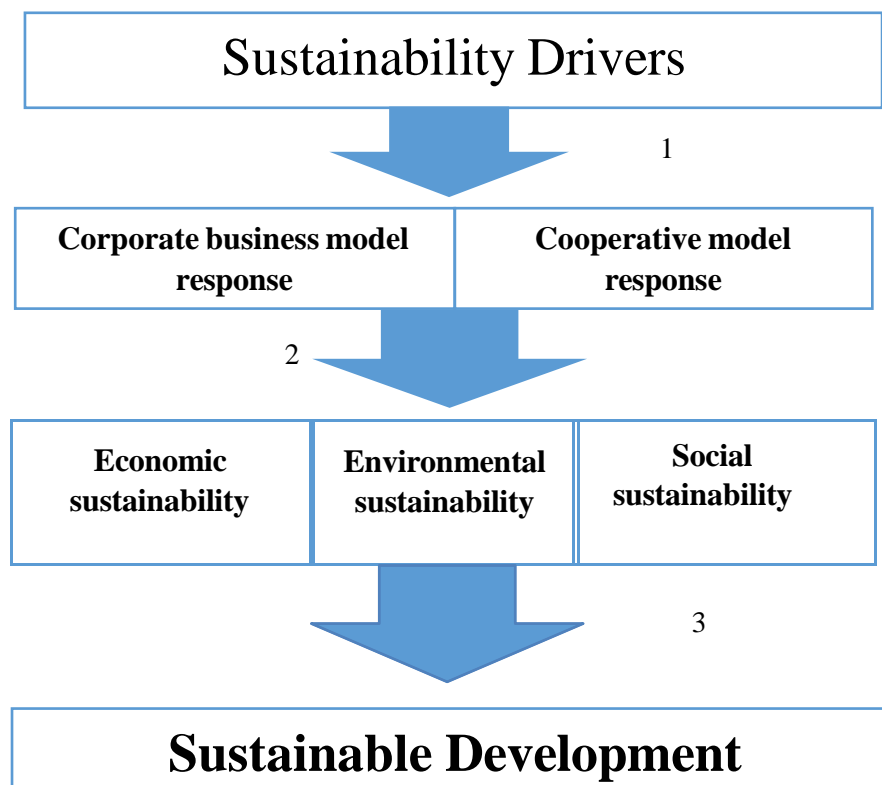 Sustainability Drivers
1
Corporate business model
response
Cooperative model
response
2
Economic
sustainability
Environmental
sustainability
Social
sustainability
3
Sustainable Development